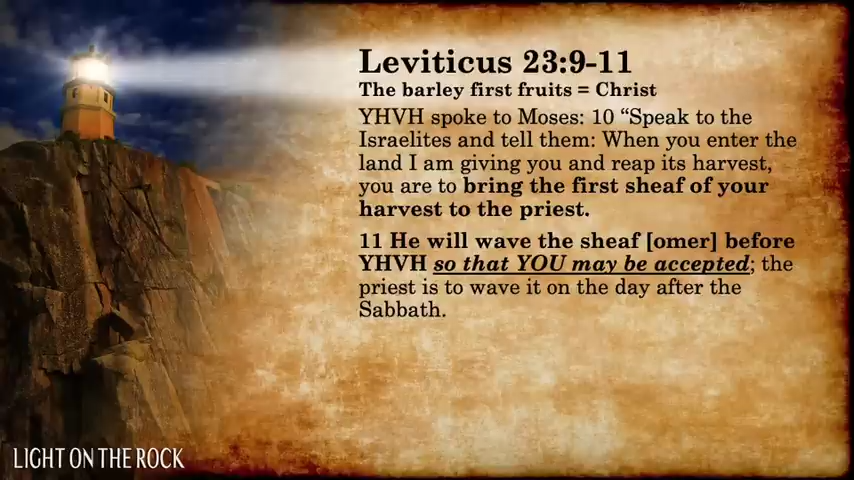 Leviticus 23:9-11
The barley first fruits = Christ
YHVH spoke to Moses: 10 “Speak to the
Israelites and tell them: When you enter the
land I am giving you and reap its harvest,
you are to bring the first sheaf of your
harvest to the priest.
11 He will wave the sheaf [omer] before
YHVH so that YOU may be accepted; the
priest is to wave it on the day after the
Sabbath.
LIGHT ON THE ROCK